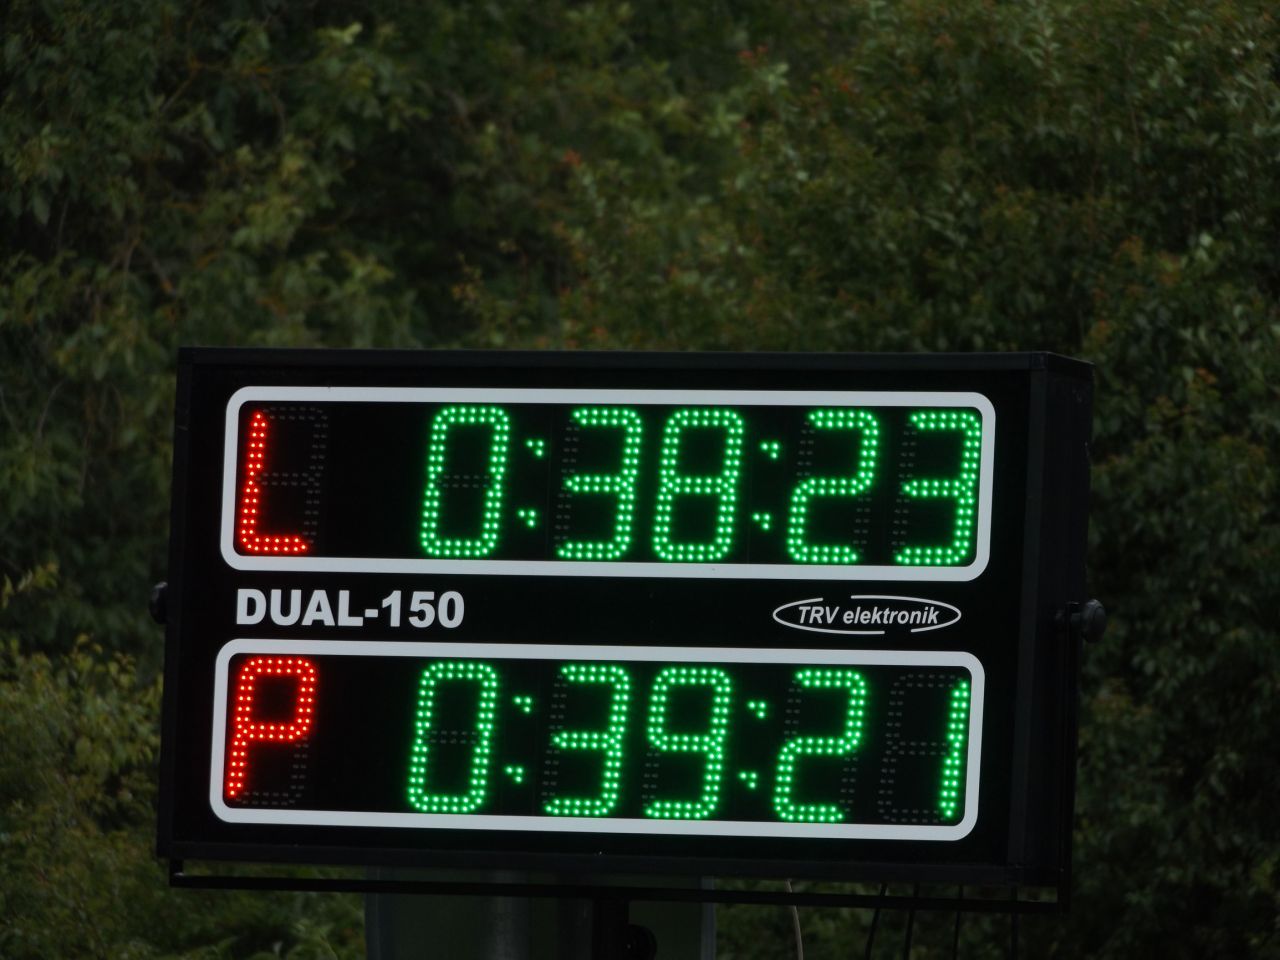 L 0:38:23
DUAL-150 TRV elektronik
P 0:39:21